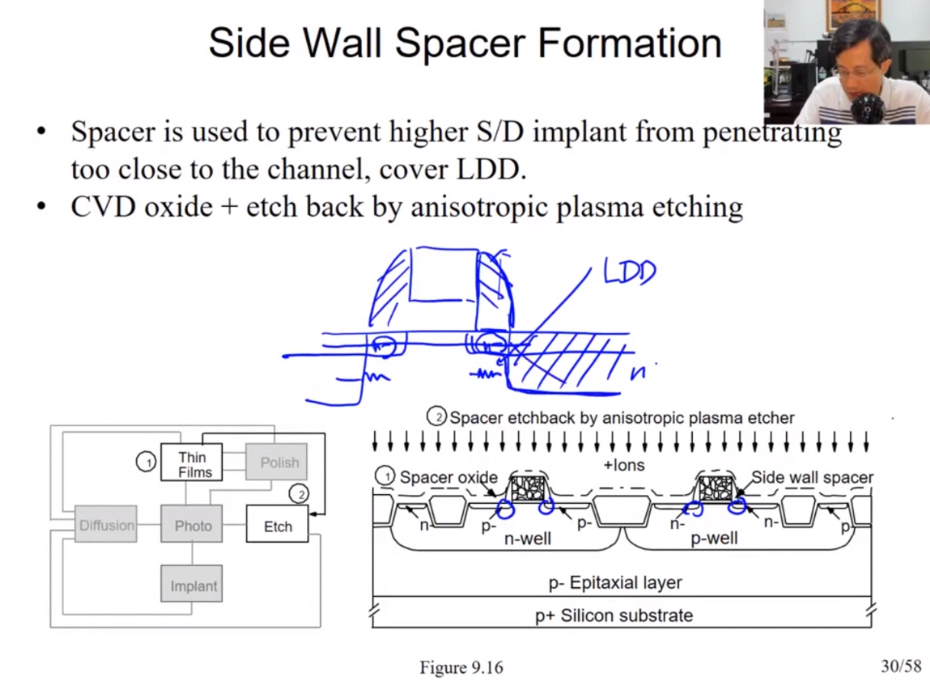 Side Wall Spacer Formation
• Spacer is used to prevent higher S/D implant from penetrating
too close to the channel, cover LDD.
• CVD oxide + etch back by anisotropic plasma etching
LDD
n-
n-
n
② Spacer etchback by anisotropic plasma etcher
+Ions
① Spacer oxide
Side wall spacer
n-
p-
p-
n-
n-
p-
n-well
p-well
p- Epitaxial layer
p+ Silicon substrate
① Thin
Films
Polish
②
Diffusion
Photo
Etch
Implant
Figure 9.16
30/58